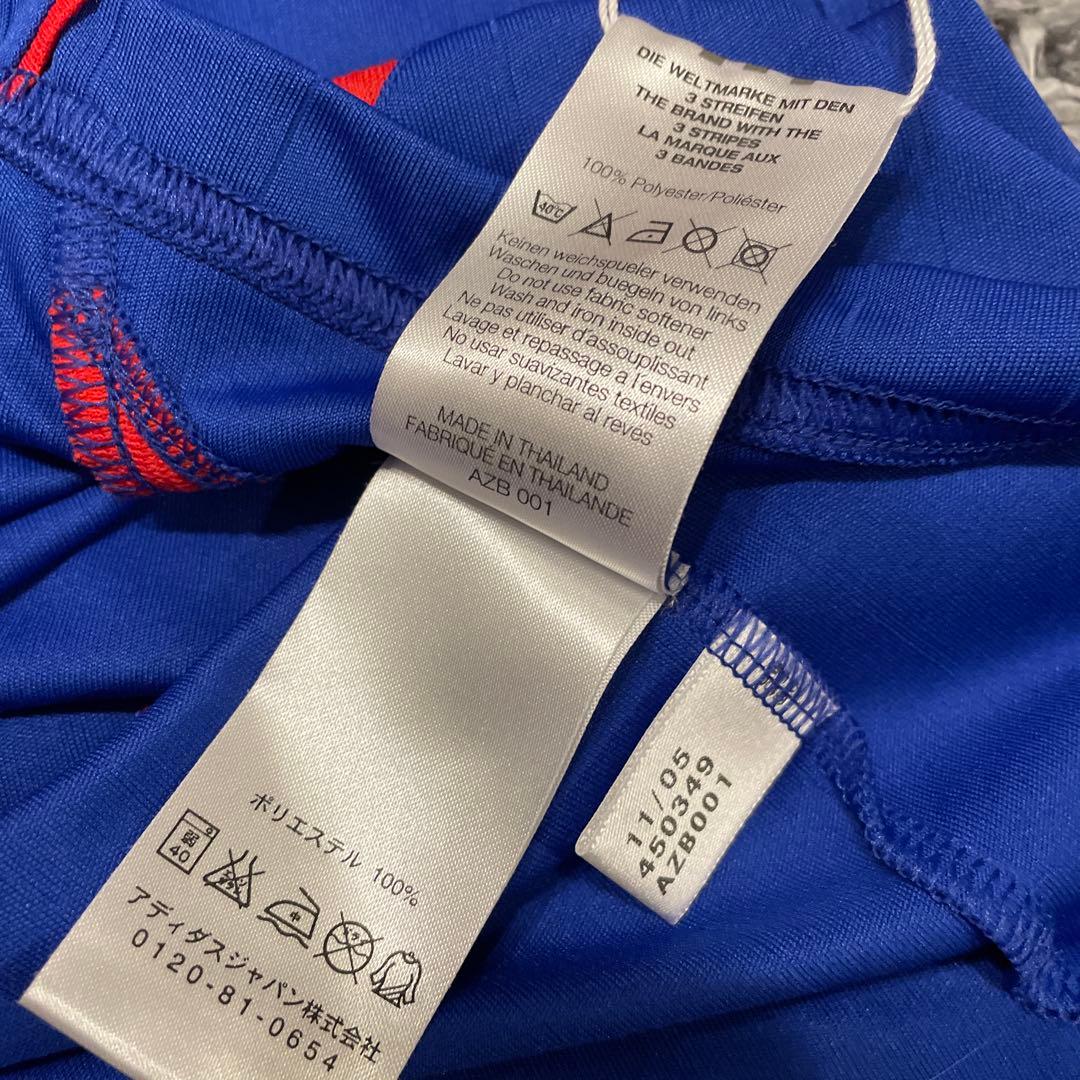 DIE WELTMARKE MIT DEN
3 STREIFEN
THE BRAND WITH THE
3 STRIPES
LA MARQUE AUX
3 BANDES
100% Polyester/Poliéster
40°C
Keinen weichspueler verwenden
Waschen und buegeln von links
Do not use fabric softener
Wash and iron inside out
Ne pas utiliser d'assouplissant
Lavage et repassage a l'envers
No usar suavizantes textiles
Lavar y planchar al revés
MADE IN THAILAND
FABRIQUÉ EN THAÏLANDE
AZB 001
11/05
450349
AZB001
ポリエステル 100%
弱
40
アディダスジャパン株式会社
0120-81-0654